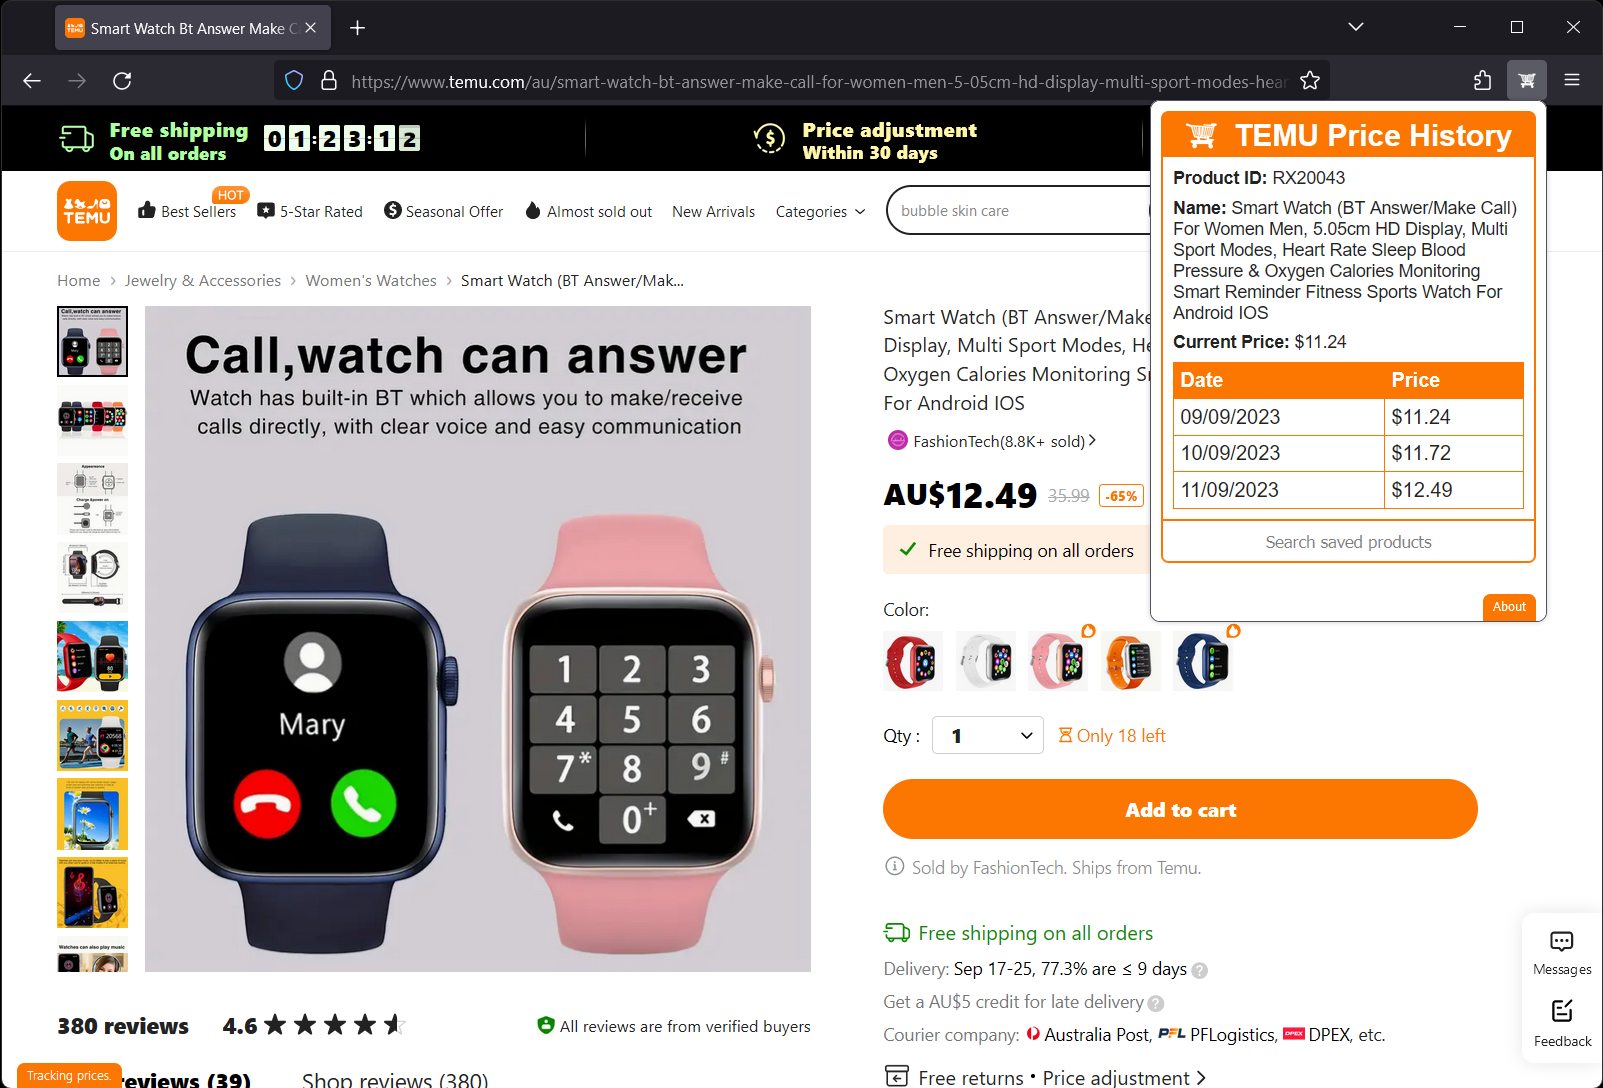 Smart Watch Bt Answer Make C
https://www.temu.com/au/smart-watch-bt-answer-make-call-for-women-men-5-05cm-hd-display-multi-sport-modes-hear
Free shipping
On all orders
01:23:12
Price adjustment
Within 30 days
TEMU
Best Sellers
HOT
5-Star Rated
Seasonal Offer
Almost sold out
New Arrivals
Categories
bubble skin care
Home › Jewelry & Accessories › Women's Watches › Smart Watch (BT Answer/Mak...
Call,watch can answer
Watch has built-in BT which allows you to make/receive
calls directly, with clear voice and easy communication
Mary
1 2 3
4 5 6
7* 8 9#
0+
Smart Watch (BT Answer/Make
Display, Multi Sport Modes, He
Oxygen Calories Monitoring Sr
For Android IOS
FashionTech(8.8K+ sold)
AU$12.49 35.99 -65%
Free shipping on all orders
Color:
Qty : 1
Only 18 left
Add to cart
Sold by FashionTech. Ships from Temu.
Free shipping on all orders
Delivery: Sep 17-25, 77.3% are ≤ 9 days
Get a AU$5 credit for late delivery
Courier company: Australia Post, PFL PFLogistics, DPEX DPEX, etc.
Free returns • Price adjustment
380 reviews 4.6
All reviews are from verified buyers
Tracking prices.
eviews (39)
Shop reviews (380)
Messages
Feedback
TEMU Price History
Product ID: RX20043
Name: Smart Watch (BT Answer/Make Call)
For Women Men, 5.05cm HD Display, Multi
Sport Modes, Heart Rate Sleep Blood
Pressure & Oxygen Calories Monitoring
Smart Reminder Fitness Sports Watch For
Android IOS
Current Price: $11.24
Date Price
09/09/2023 $11.24
10/09/2023 $11.72
11/09/2023 $12.49
Search saved products
About